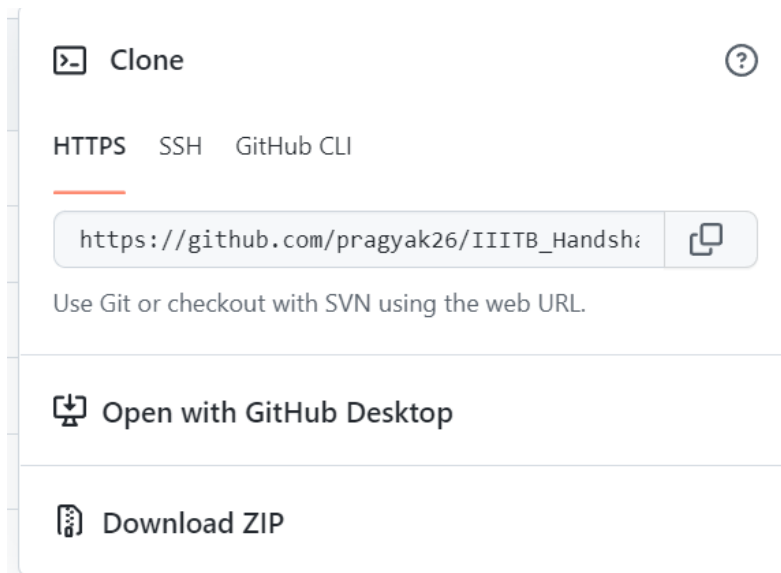 Clone
HTTPS SSH GitHub CLI
https://github.com/pragyak26/IIITB_Handsha
Use Git or checkout with SVN using the web URL.
Open with GitHub Desktop
Download ZIP